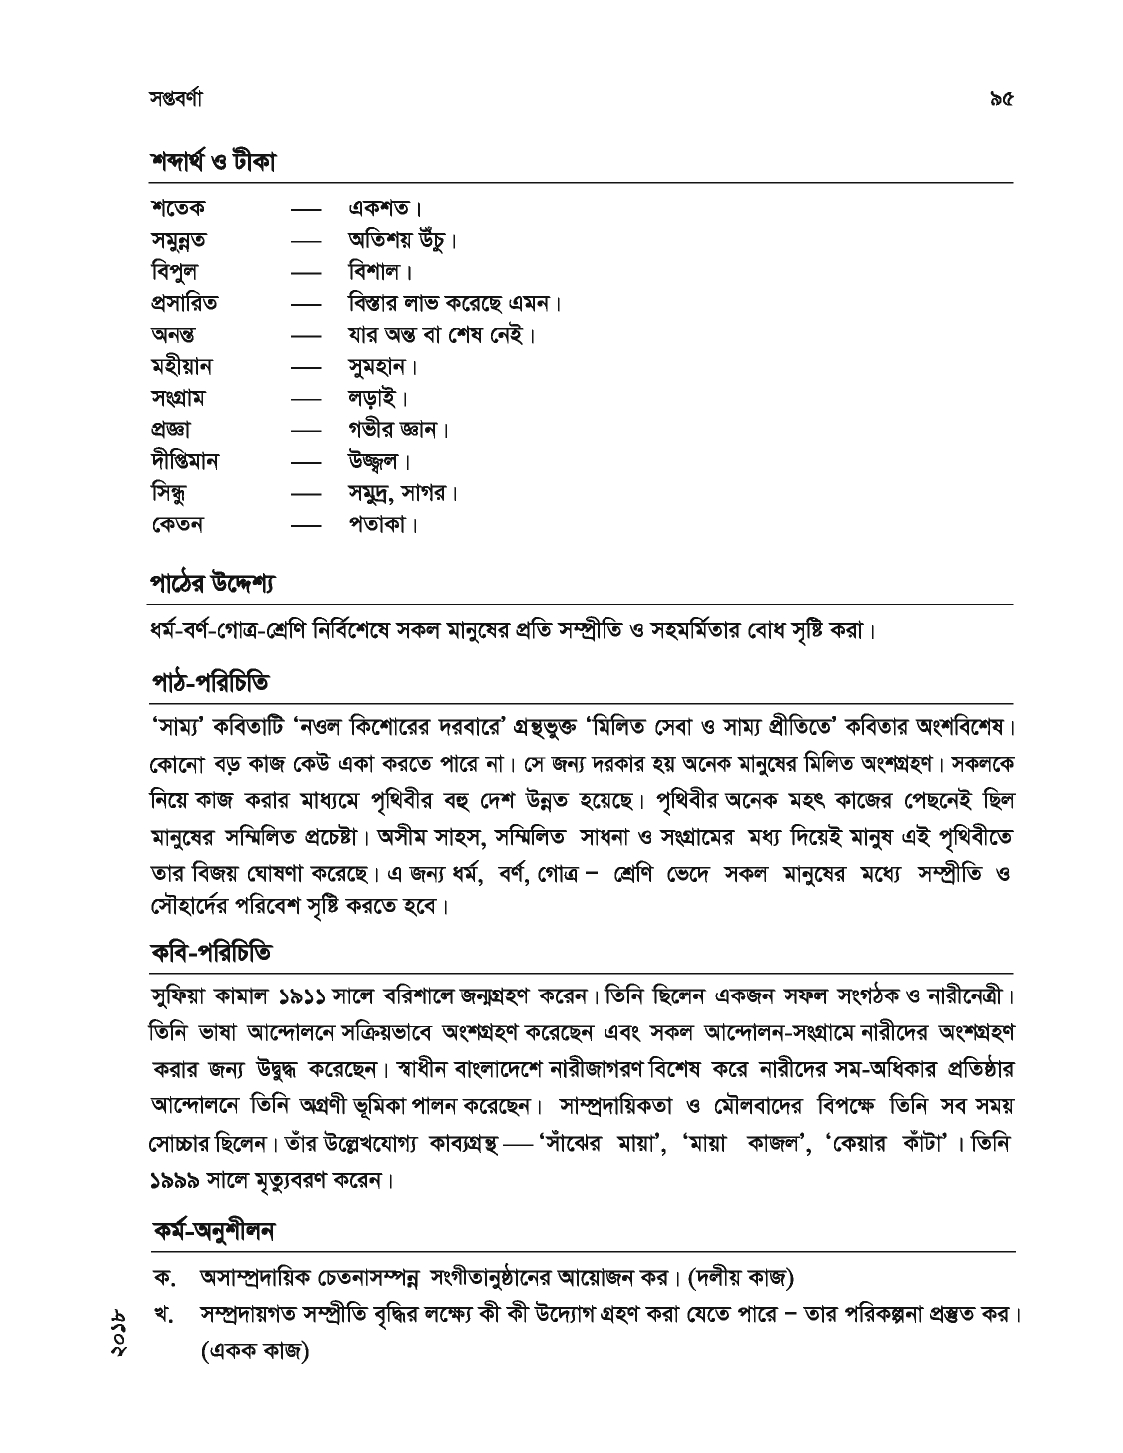 সপ্তবর্ণা ৯৫
শব্দার্থ ও টীকা
শতেক — একশত।
সমুন্নত — অতিশয় উঁচু।
বিপুল — বিশাল।
প্রসারিত — বিস্তার লাভ করেছে এমন।
অনন্ত — যার অন্ত বা শেষ নেই।
মহীয়ান — সুমহান।
সংগ্রাম — লড়াই।
প্রজ্ঞা — গভীর জ্ঞান।
দীপ্তিমান — উজ্জ্বল।
সিন্ধু — সমুদ্র, সাগর।
কেতন — পতাকা।
পাঠের উদ্দেশ্য
ধর্ম-বর্ণ-গোত্র-শ্রেণি নির্বিশেষে সকল মানুষের প্রতি সম্প্রীতি ও সহমর্মিতার বোধ সৃষ্টি করা।
পাঠ-পরিচিতি
‘সাম্য’ কবিতাটি ‘নওল কিশোরের দরবারে’ গ্রন্থভুক্ত ‘মিলিত সেবা ও সাম্য প্রীতিতে’ কবিতার অংশবিশেষ।
কোনো বড় কাজ কেউ একা করতে পারে না। সে জন্য দরকার হয় অনেক মানুষের মিলিত অংশগ্রহণ। সকলকে
নিয়ে কাজ করার মাধ্যমে পৃথিবীর বহু দেশ উন্নত হয়েছে। পৃথিবীর অনেক মহৎ কাজের পেছনেই ছিল
মানুষের সম্মিলিত প্রচেষ্টা। অসীম সাহস, সম্মিলিত সাধনা ও সংগ্রামের মধ্য দিয়েই মানুষ এই পৃথিবীতে
তার বিজয় ঘোষণা করেছে। এ জন্য ধর্ম, বর্ণ, গোত্র – শ্রেণি ভেদে সকল মানুষের মধ্যে সম্প্রীতি ও
সৌহার্দের পরিবেশ সৃষ্টি করতে হবে।
কবি-পরিচিতি
সুফিয়া কামাল ১৯১১ সালে বরিশালে জন্মগ্রহণ করেন। তিনি ছিলেন একজন সফল সংগঠক ও নারীনেত্রী।
তিনি ভাষা আন্দোলনে সক্রিয়ভাবে অংশগ্রহণ করেছেন এবং সকল আন্দোলন-সংগ্রামে নারীদের অংশগ্রহণ
করার জন্য উদ্বুদ্ধ করেছেন। স্বাধীন বাংলাদেশে নারীজাগরণ বিশেষ করে নারীদের সম-অধিকার প্রতিষ্ঠার
আন্দোলনে তিনি অগ্রণী ভূমিকা পালন করেছেন। সাম্প্রদায়িকতা ও মৌলবাদের বিপক্ষে তিনি সব সময়
সোচ্চার ছিলেন। তাঁর উল্লেখযোগ্য কাব্যগ্রন্থ — ‘সাঁঝের মায়া’, ‘মায়া কাজল’, ‘কেয়ার কাঁটা’ । তিনি
১৯৯৯ সালে মৃত্যুবরণ করেন।
কর্ম-অনুশীলন
ক. অসাম্প্রদায়িক চেতনাসম্পন্ন সংগীতানুষ্ঠানের আয়োজন কর। (দলীয় কাজ)
খ. সম্প্রদায়গত সম্প্রীতি বৃদ্ধির লক্ষ্যে কী কী উদ্যোগ গ্রহণ করা যেতে পারে – তার পরিকল্পনা প্রস্তুত কর।
(একক কাজ)
২০১৮